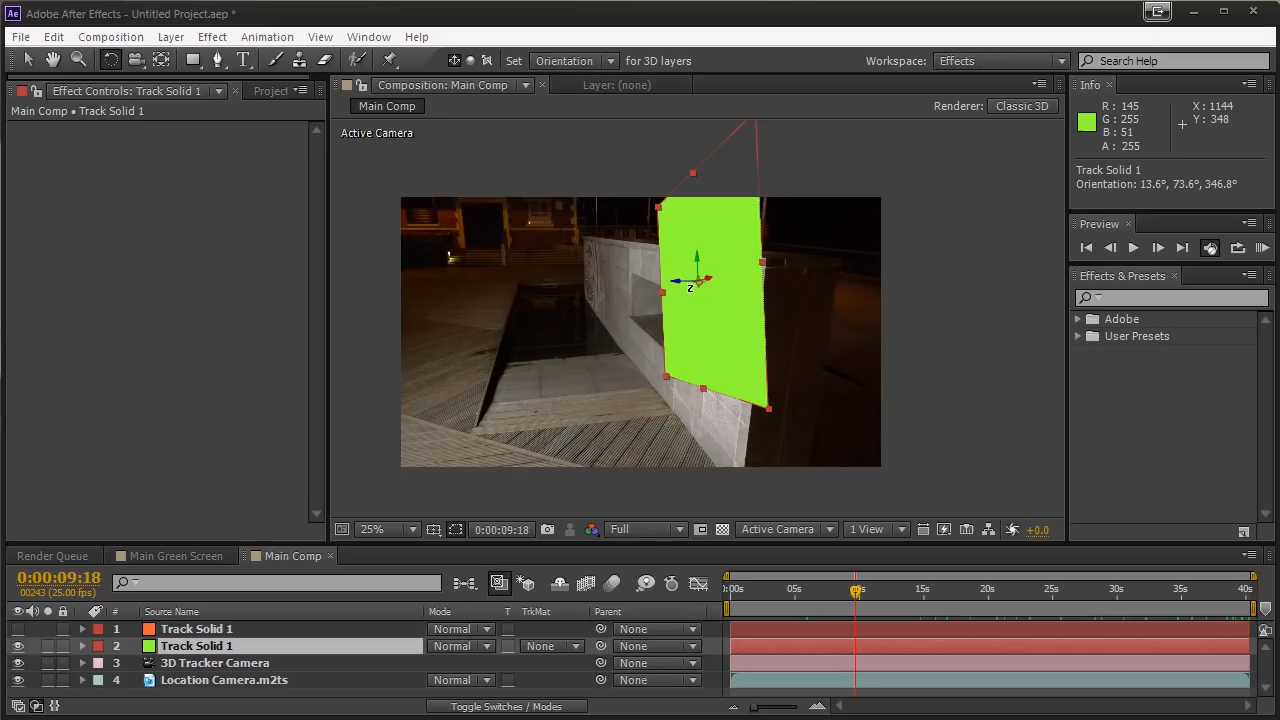 Ae Adobe After Effects - Untitled Project.aep *
File Edit Composition Layer Effect Animation View Window Help
T Set Orientation for 3D layers Workspace: Effects Search Help
Effect Controls: Track Solid 1 Project
Main Comp • Track Solid 1
Composition: Main Comp Layer: (none)
Main Comp Renderer: Classic 3D
Active Camera
z
25% 0:00:09:18 Full Active Camera 1 View +0.0
Info
R : 145 X : 1144
G : 255 Y : 348
B : 51
A : 255
Track Solid 1
Orientation: 13.6°, 73.6°, 346.8°
Preview
Effects & Presets
Adobe
User Presets
Render Queue Main Green Screen Main Comp
0:00:09:18
00243 (25.00 fps)
:00s 05s 15s 20s 25s 30s 35s 40s
# Source Name Mode T TrkMat Parent
1 Track Solid 1 Normal None
2 Track Solid 1 Normal None None
3 3D Tracker Camera None
4 Location Camera.m2ts Normal None
Toggle Switches / Modes